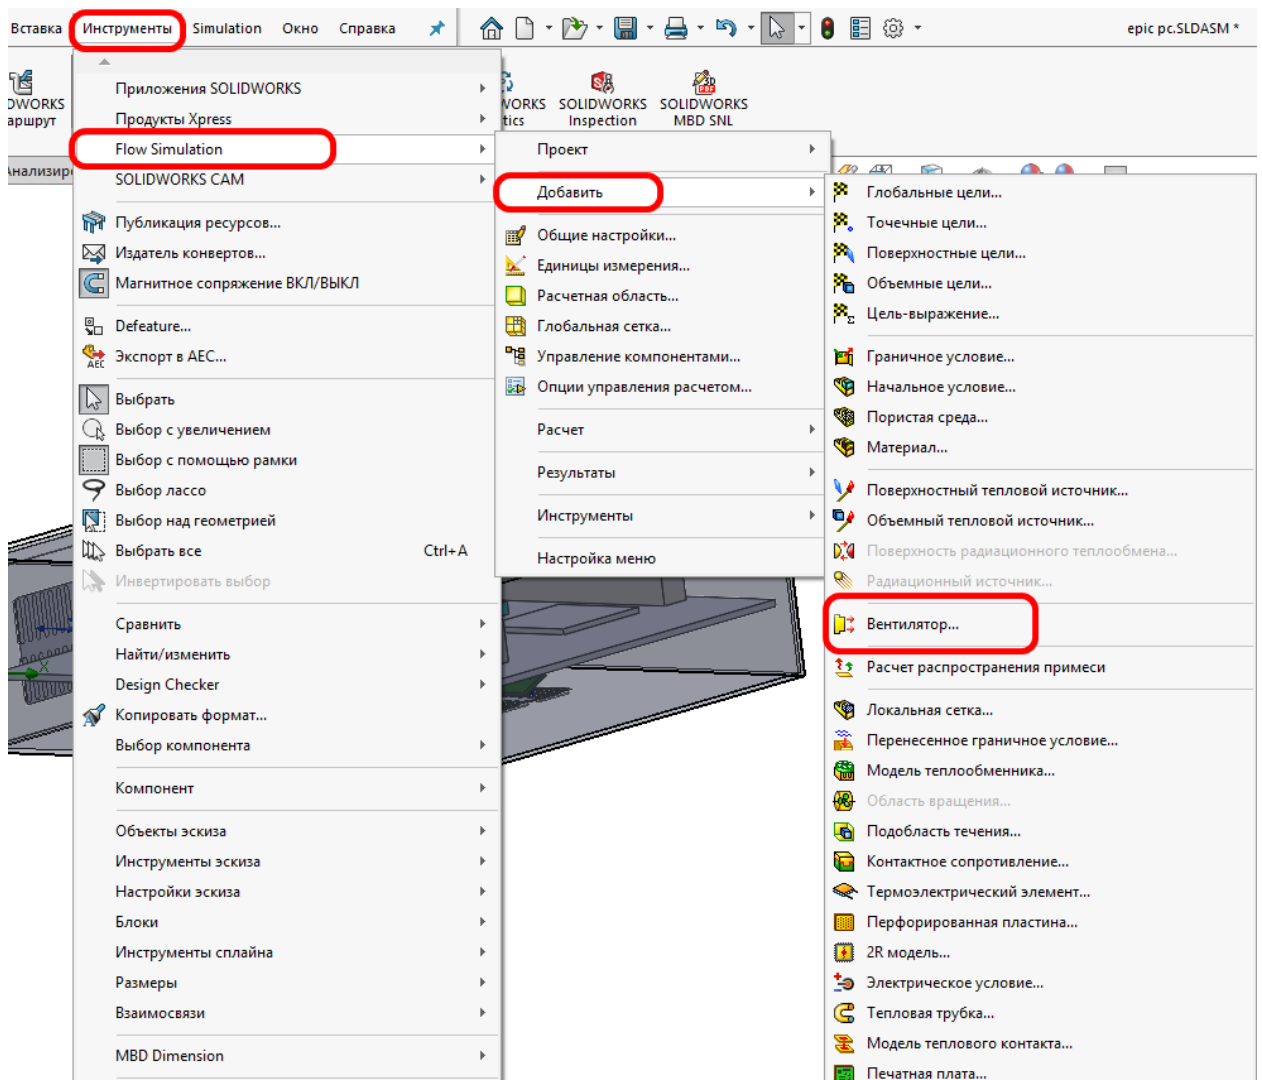 Вставка Инструменты Simulation Окно Справка epic pc.SLDASM *
DWORKS
аршрут
WORKS
tics
SOLIDWORKS
Inspection
SOLIDWORKS
MBD SNL
Анализир
Приложения SOLIDWORKS
Продукты Xpress
Flow Simulation
SOLIDWORKS CAM
Публикация ресурсов...
Издатель конвертов...
Магнитное сопряжение ВКЛ/ВЫКЛ
Defeature...
Экспорт в AEC...
AEC
Выбрать
Выбор с увеличением
Выбор с помощью рамки
Выбор лассо
Выбор над геометрией
Выбрать все Ctrl+A
Инвертировать выбор
Сравнить
Найти/изменить
Design Checker
Копировать формат...
Выбор компонента
Компонент
Объекты эскиза
Инструменты эскиза
Настройки эскиза
Блоки
Инструменты сплайна
Размеры
Взаимосвязи
MBD Dimension
Проект
Добавить
Общие настройки...
Единицы измерения...
Расчетная область...
Глобальная сетка...
Управление компонентами...
Опции управления расчетом...
Расчет
Результаты
Инструменты
Настройка меню
Глобальные цели...
Точечные цели...
Поверхностные цели...
Объемные цели...
Цель-выражение...
Граничное условие...
Начальное условие...
Пористая среда...
Материал...
Поверхностный тепловой источник...
Объемный тепловой источник...
Поверхность радиационного теплообмена...
Радиационный источник...
Вентилятор...
Расчет распространения примеси
Локальная сетка...
Перенесенное граничное условие...
Модель теплообменника...
Область вращения...
Подобласть течения...
Контактное сопротивление...
Термоэлектрический элемент...
Перфорированная пластина...
2R модель...
Электрическое условие...
Тепловая трубка...
Модель теплового контакта...
Печатная плата...
X